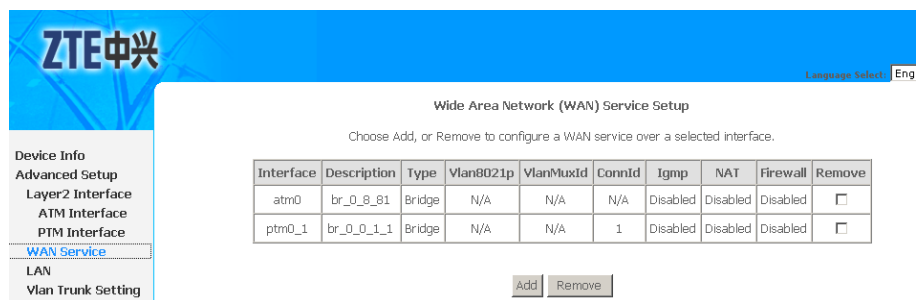 ZTE中兴
Language Select: Eng
Wide Area Network (WAN) Service Setup
Choose Add, or Remove to configure a WAN service over a selected interface.
Device Info
Advanced Setup
Layer2 Interface
ATM Interface
PTM Interface
WAN Service
LAN
Vlan Trunk Setting
Interface Description Type Vlan8021p VlanMuxId ConnId Igmp NAT Firewall Remove
atm0 br_0_8_81 Bridge N/A N/A N/A Disabled Disabled Disabled
ptm0_1 br_0_0_1_1 Bridge N/A N/A 1 Disabled Disabled Disabled
Add Remove